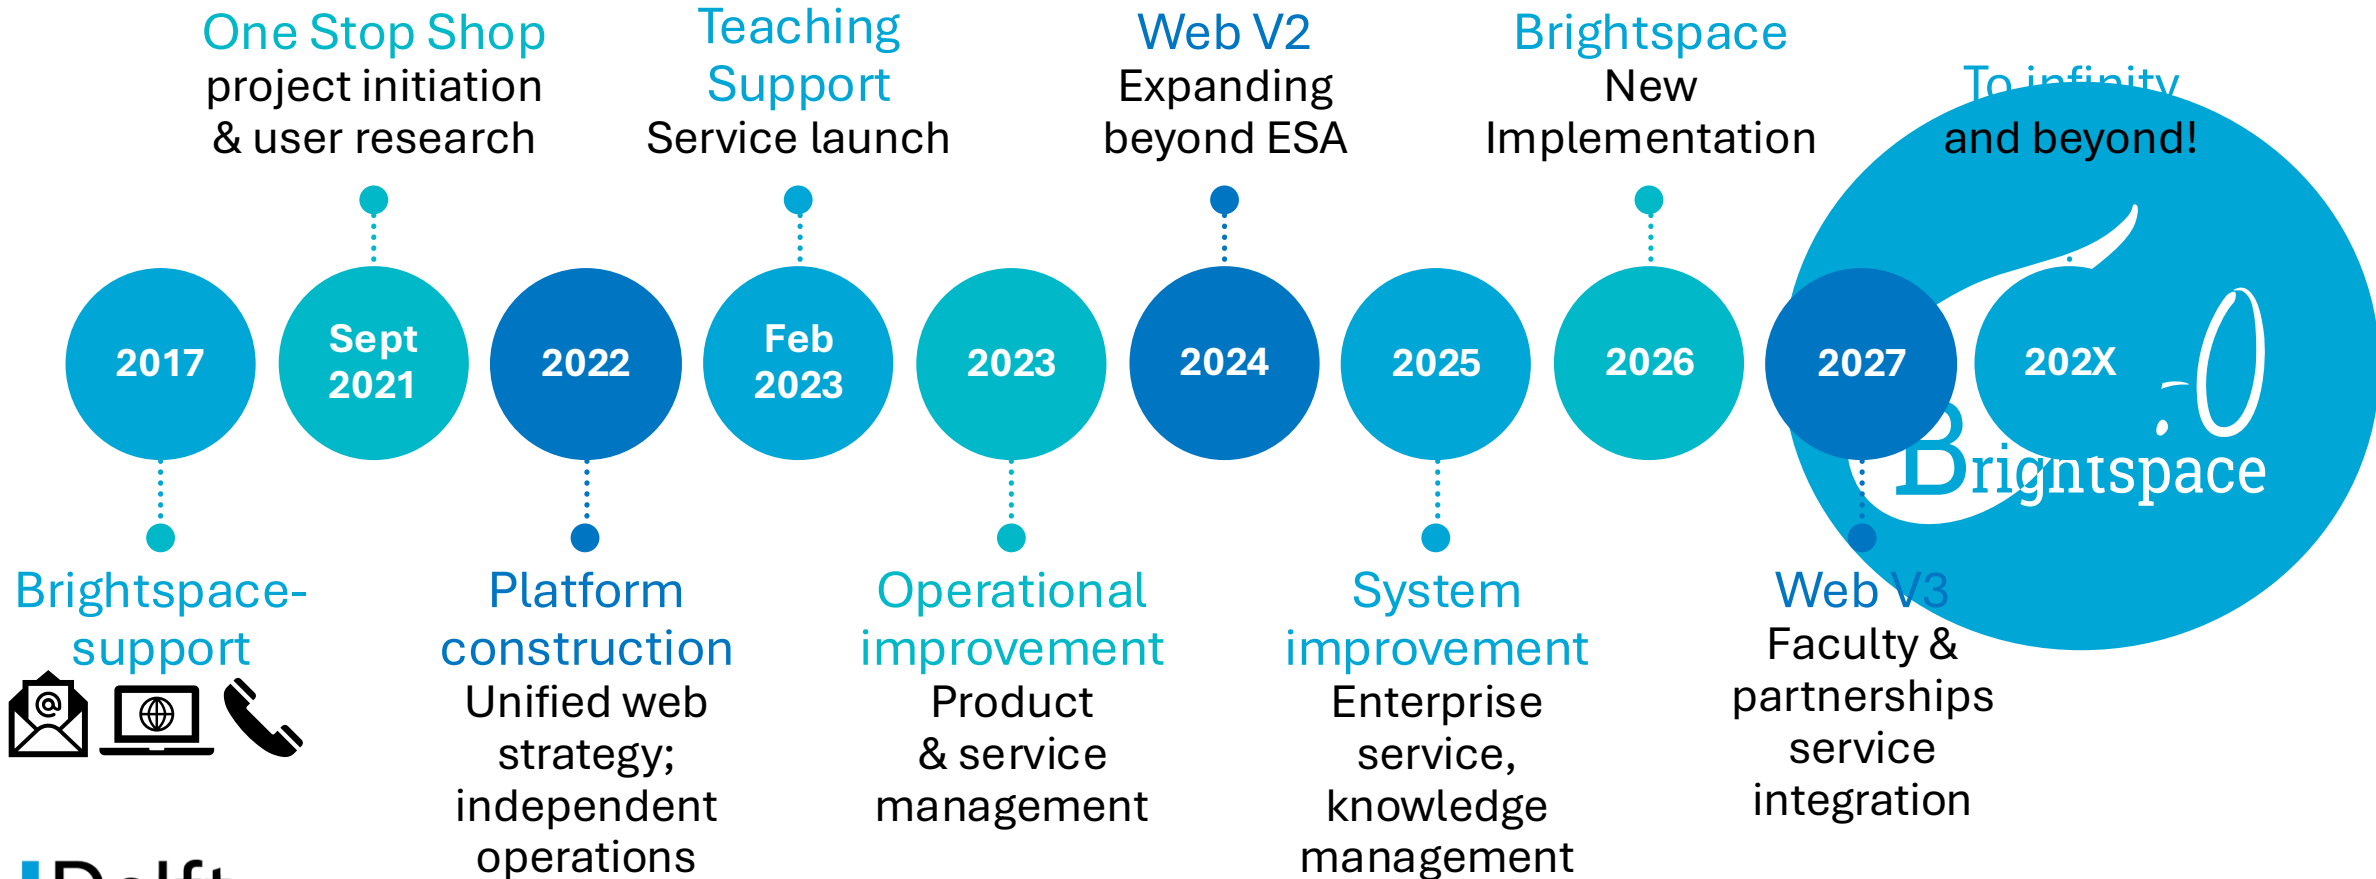 One Stop Shop
project initiation
& user research
Teaching
Support
Service launch
Web V2
Expanding
beyond ESA
Brightspace
New
Implementation
To infinity
and beyond!
2017
Sept
2021
2022
Feb
2023
2023
2024
2025
2026
2027
202X
Brightspace
Brightspace-
support
@
Platform
construction
Unified web
strategy;
independent
operations
Operational
improvement
Product
& service
management
System
improvement
Enterprise
service,
knowledge
management
Web V3
Faculty &
partnerships
service
integration
Delft